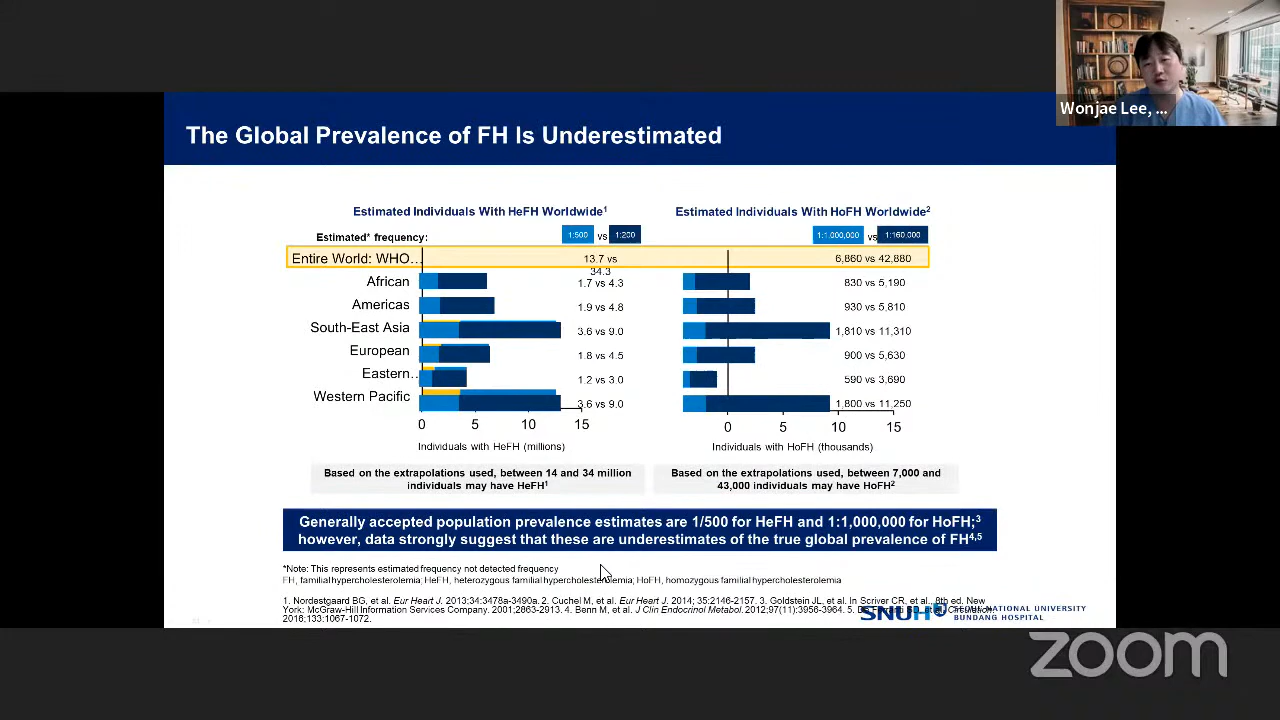 Wonjae Lee, ...
The Global Prevalence of FH Is Underestimated
Estimated Individuals With HeFH Worldwide1
Estimated* frequency:
1:500 vs 1:200
Entire World: WHO… 13.7 vs 34.3
African 1.7 vs 4.3
Americas 1.9 vs 4.8
South-East Asia 3.6 vs 9.0
European 1.8 vs 4.5
Eastern… 1.2 vs 3.0
Western Pacific 3.6 vs 9.0
0 5 10 15
Individuals with HeFH (millions)
Based on the extrapolations used, between 14 and 34 million
individuals may have HeFH1
Estimated Individuals With HoFH Worldwide2
1:1,000,000 vs 1:160,000
6,860 vs 42,880
830 vs 5,190
930 vs 5,810
1,810 vs 11,310
900 vs 5,630
590 vs 3,690
1,800 vs 11,250
0 5 10 15
Individuals with HoFH (thousands)
Based on the extrapolations used, between 7,000 and
43,000 individuals may have HoFH2
Generally accepted population prevalence estimates are 1/500 for HeFH and 1:1,000,000 for HoFH;3
however, data strongly suggest that these are underestimates of the true global prevalence of FH4,5
*Note: This represents estimated frequency not detected frequency
FH, familial hypercholesterolemia; HeFH, heterozygous familial hypercholesterolemia; HoFH, homozygous familial hypercholesterolemia
1. Nordestgaard BG, et al. Eur Heart J. 2013;34:3478a-3490a. 2. Cuchel M, et al. Eur Heart J. 2014; 35:2146-2157. 3. Goldstein JL, et al. In Scriver CR, et al., 8th ed. New
York: McGraw-Hill Information Services Company. 2001;2863-2913. 4. Benn M, et al. J Clin Endocrinol Metabol. 2012;97(11):3958-3964. 5. et al. Circulation.
2016;133:1067-1072.
SNUH
SEOUL NATIONAL UNIVERSITY
BUNDANG HOSPITAL
zoom